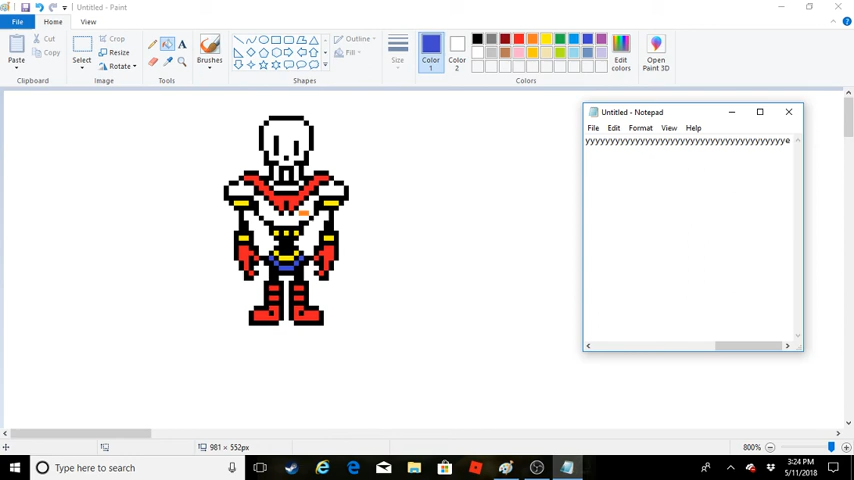 Untitled - Paint
File Home View
Paste
Cut
Copy
Clipboard
Select
Crop
Resize
Rotate
Image
Tools
Brushes
Shapes
Outline
Fill
Size
Color 1
Color 2
Colors
Edit colors
Open Paint 3D
Untitled - Notepad
File Edit Format View Help
yyyyyyyyyyyyyyyyyyyyyyyyyyyyyyyyyyyyyyyye
981 × 552px
800%
Type here to search
3:24 PM
5/11/2018